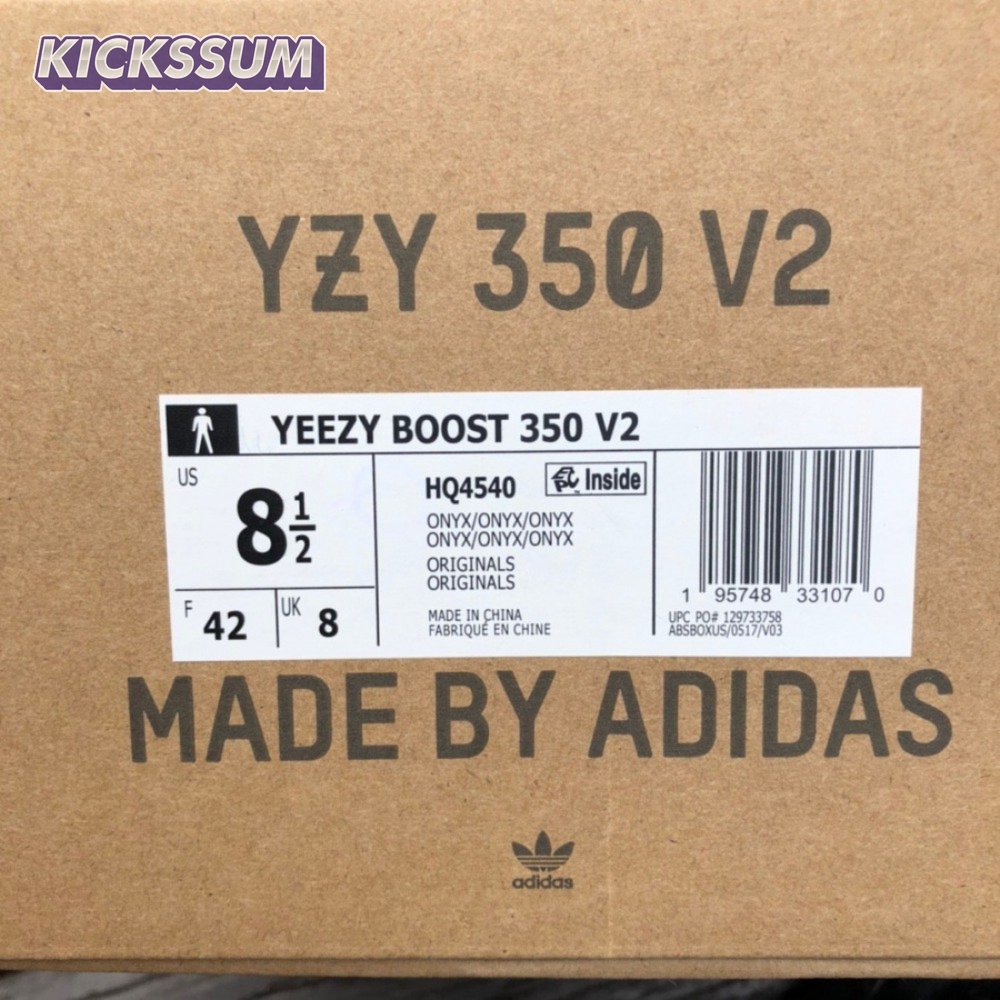 KICKSSUM
YZY 350 V2
YEEZY BOOST 350 V2
US
8 1/2
F 42
UK 8
HQ4540
EPC™ Inside
ONYX/ONYX/ONYX
ONYX/ONYX/ONYX
ORIGINALS
ORIGINALS
MADE IN CHINA
FABRIQUÉ EN CHINE
1 95748 33107 0
UPC PO# 129733758
ABSBOXUS/0517/V03
MADE BY ADIDAS
adidas